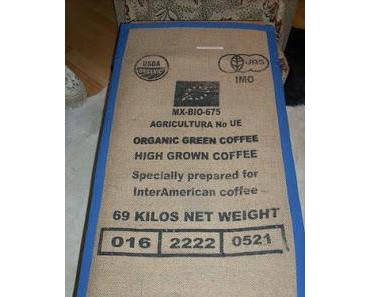 USDA
ORGANIC
JAS
IMO
MX-BIO-675
AGRICULTURA No UE
ORGANIC GREEN COFFEE
HIGH GROWN COFFEE
Specially prepared for
InterAmerican coffee
69 KILOS NET WEIGHT
016 2222 0521